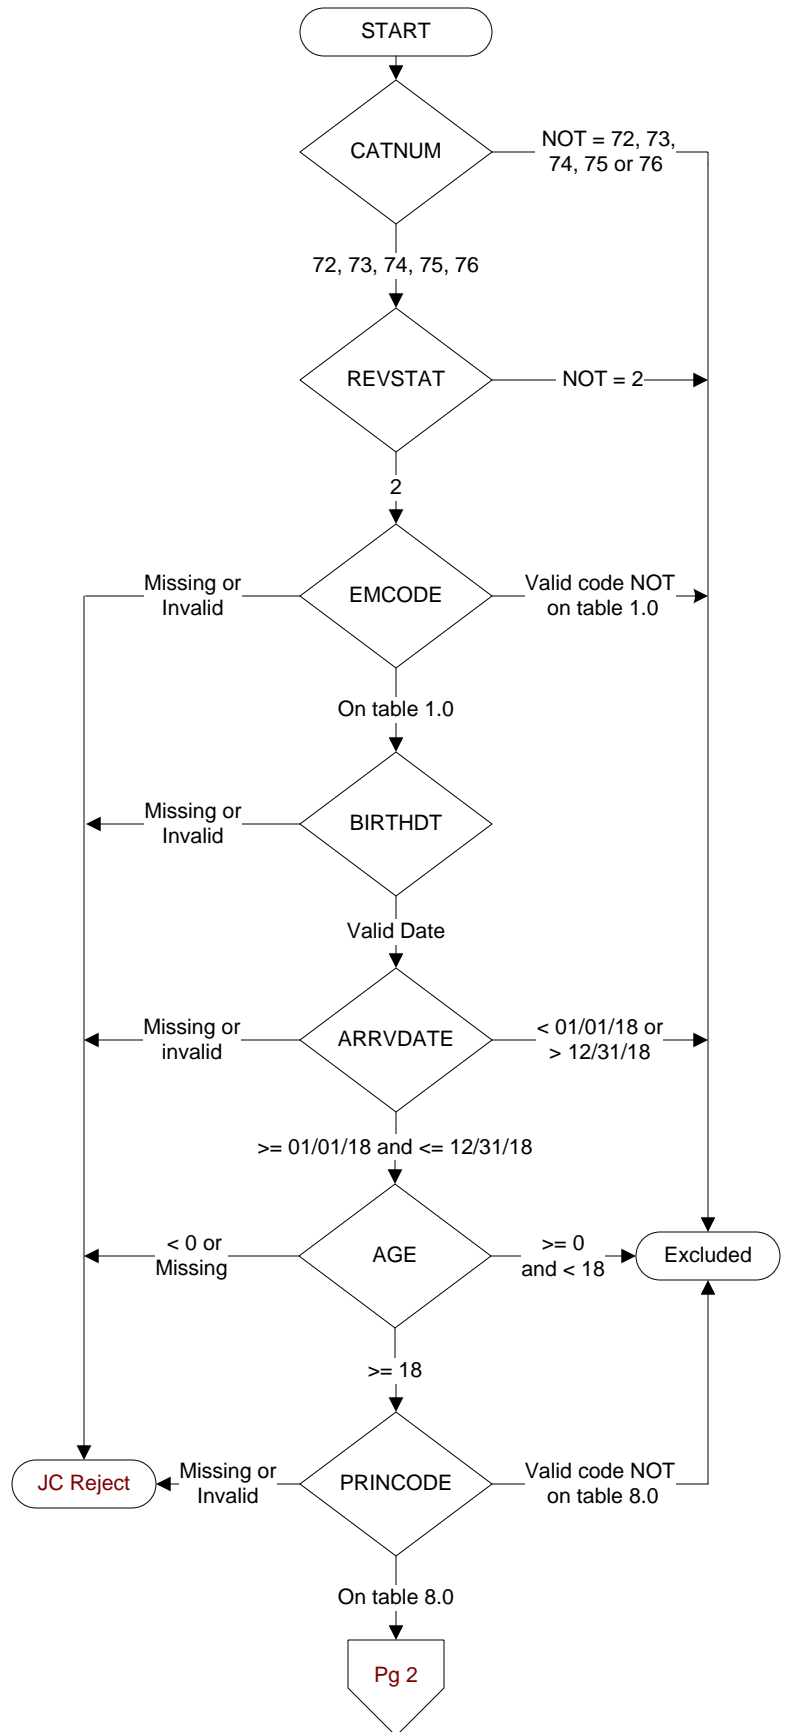 START
CATNUM
NOT = 72, 73,
74, 75 or 76
72, 73, 74, 75, 76
REVSTAT
NOT = 2
2
Missing or
Invalid
EMCODE
Valid code NOT
on table 1.0
On table 1.0
Missing or
Invalid
BIRTHDT
Valid Date
Missing or
invalid
ARRVDATE
< 01/01/18 or
> 12/31/18
>= 01/01/18 and <= 12/31/18
< 0 or
Missing
AGE
>= 0
and < 18
Excluded
>= 18
JC Reject
Missing or
Invalid
PRINCODE
Valid code NOT
on table 8.0
On table 8.0
Pg 2